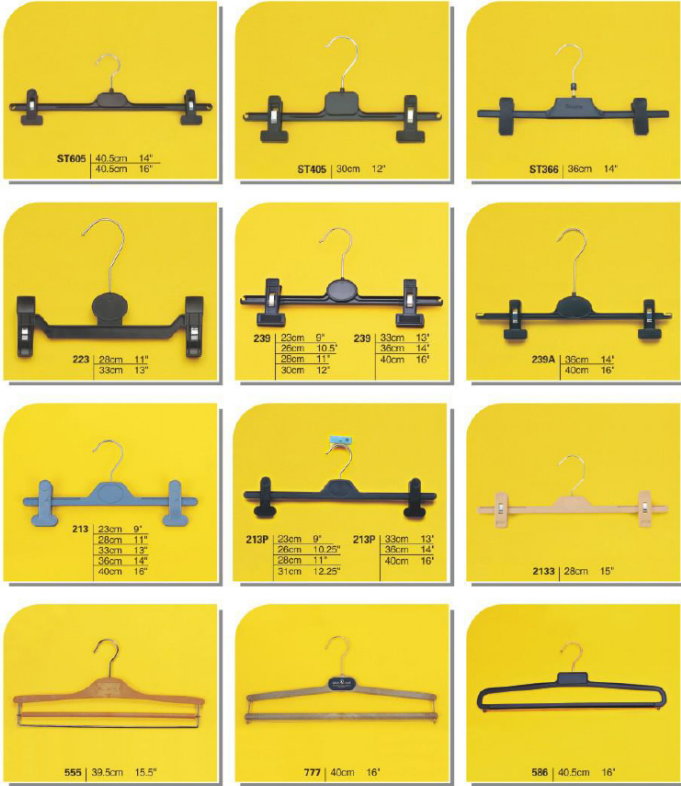 ST605 40.5cm 14"
40.5cm 16"
ST405 30cm 12"
ST366 36cm 14"
223 28cm 11"
33cm 13"
239 23cm 9" 239 33cm 13"
26cm 10.5" 36cm 14"
28cm 11" 40cm 16"
30cm 12"
239A 36cm 14"
40cm 16"
213 23cm 9"
28cm 11"
33cm 13"
36cm 14"
40cm 16"
213P 23cm 9" 213P 33cm 13"
26cm 10.25" 36cm 14"
28cm 11" 40cm 16"
31cm 12.25"
2133 28cm 15"
555 39.5cm 15.5"
777 40cm 16"
586 40.5cm 16"